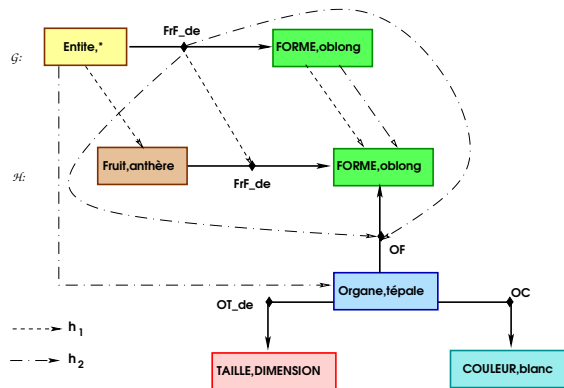 FrF_de
G:
Entite,*
FORME,oblong
Fruit,anthère
FORME,oblong
H:
FrF_de
OF
Organe,tépale
OT_de
OC
h1
h2
TAILLE,DIMENSION
COULEUR,blanc